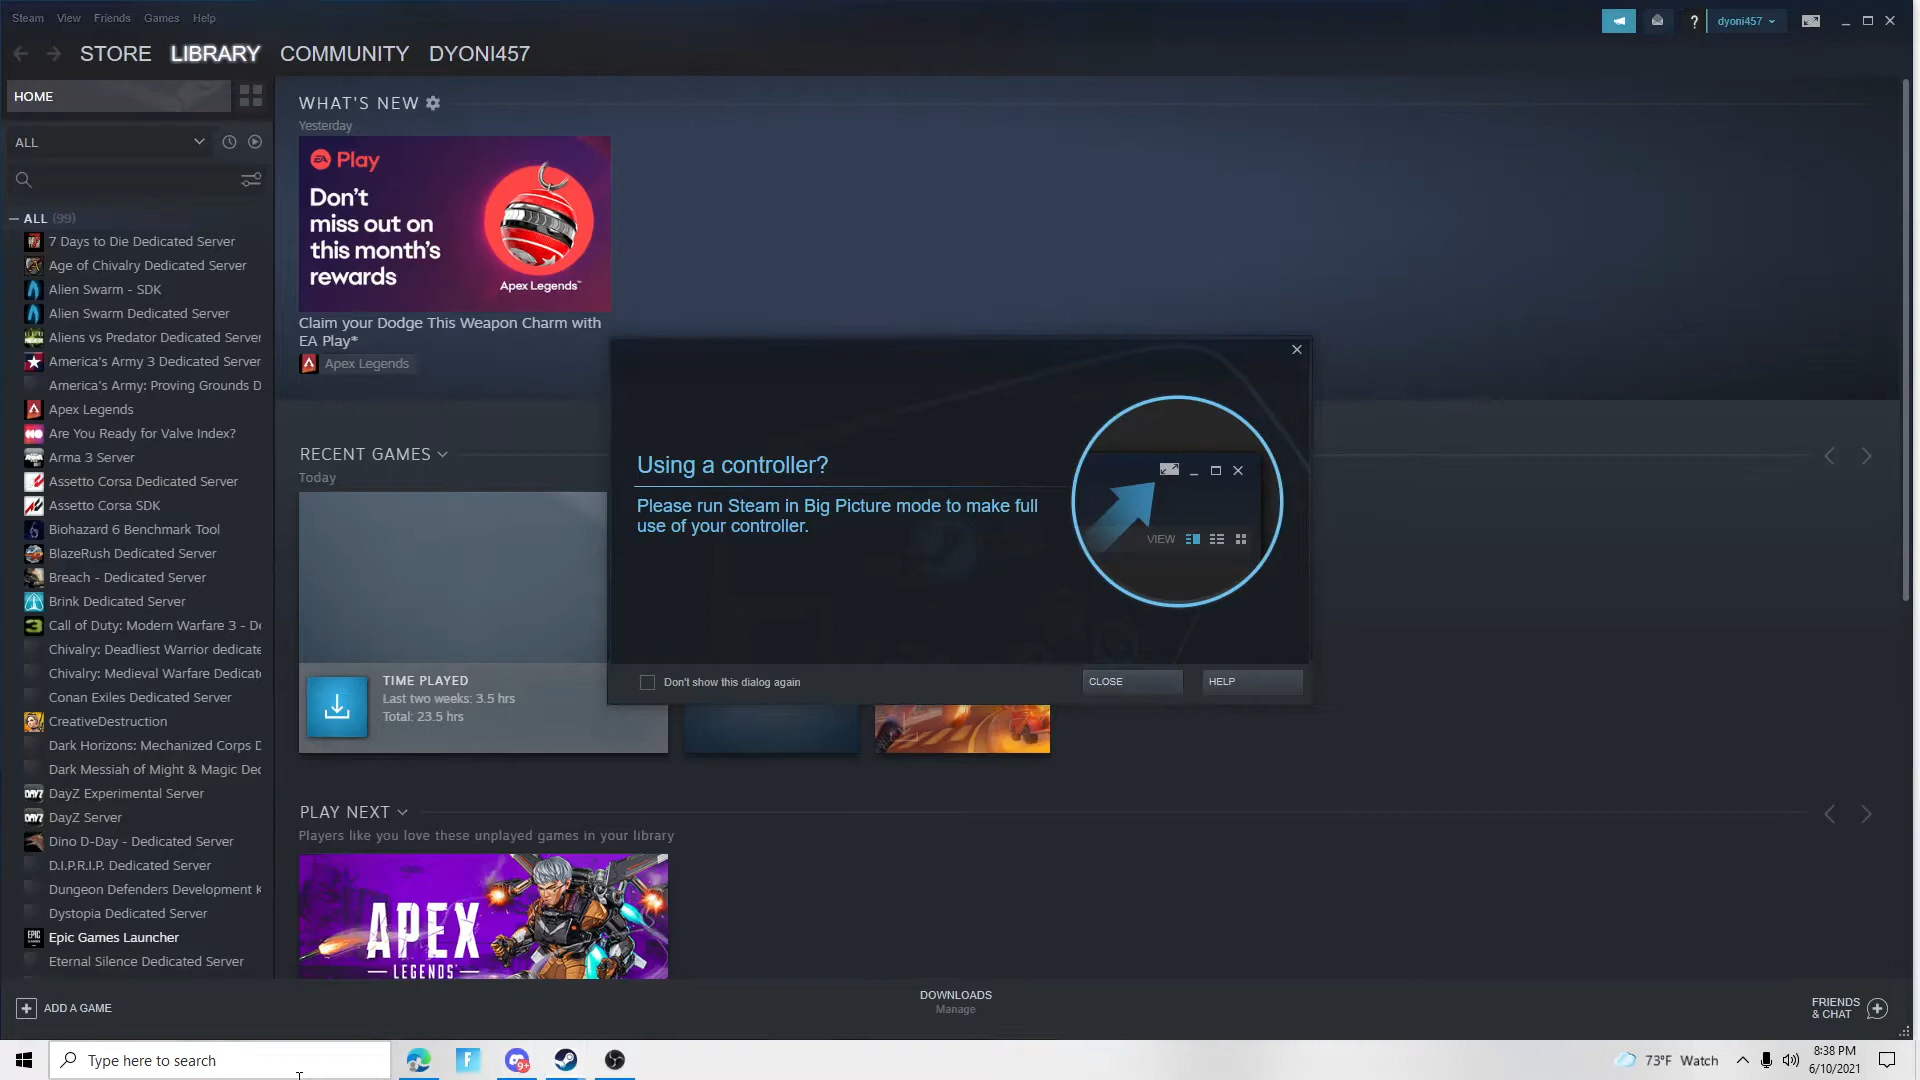 Steam View Friends Games Help
? dyoni457
STORE LIBRARY COMMUNITY DYONI457
HOME
ALL
ALL (99)
7 Days to Die Dedicated Server
Age of Chivalry Dedicated Server
Alien Swarm - SDK
Alien Swarm Dedicated Server
Aliens vs Predator Dedicated Server
America's Army 3 Dedicated Server
America's Army: Proving Grounds D
Apex Legends
Are You Ready for Valve Index?
Arma 3 Server
Assetto Corsa Dedicated Server
Assetto Corsa SDK
Biohazard 6 Benchmark Tool
BlazeRush Dedicated Server
Breach - Dedicated Server
Brink Dedicated Server
Call of Duty: Modern Warfare 3 - De
Chivalry: Deadliest Warrior dedicate
Chivalry: Medieval Warfare Dedicat
Conan Exiles Dedicated Server
CreativeDestruction
Dark Horizons: Mechanized Corps D
Dark Messiah of Might & Magic Dec
DayZ Experimental Server
DayZ Server
Dino D-Day - Dedicated Server
D.I.P.R.I.P. Dedicated Server
Dungeon Defenders Development K
Dystopia Dedicated Server
Epic Games Launcher
Eternal Silence Dedicated Server
ADD A GAME
WHAT'S NEW
Yesterday
EA Play
Don't
miss out on
this month's
rewards
Apex Legends™
Claim your Dodge This Weapon Charm with
EA Play*
Apex Legends
RECENT GAMES
Today
TIME PLAYED
Last two weeks: 3.5 hrs
Total: 23.5 hrs
Using a controller?
Please run Steam in Big Picture mode to make full
use of your controller.
VIEW
Don't show this dialog again
CLOSE
HELP
PLAY NEXT
Players like you love these unplayed games in your library
APEX
LEGENDS
DOWNLOADS
Manage
FRIENDS
& CHAT
Type here to search
9+
73°F Watch
8:38 PM
6/10/2021